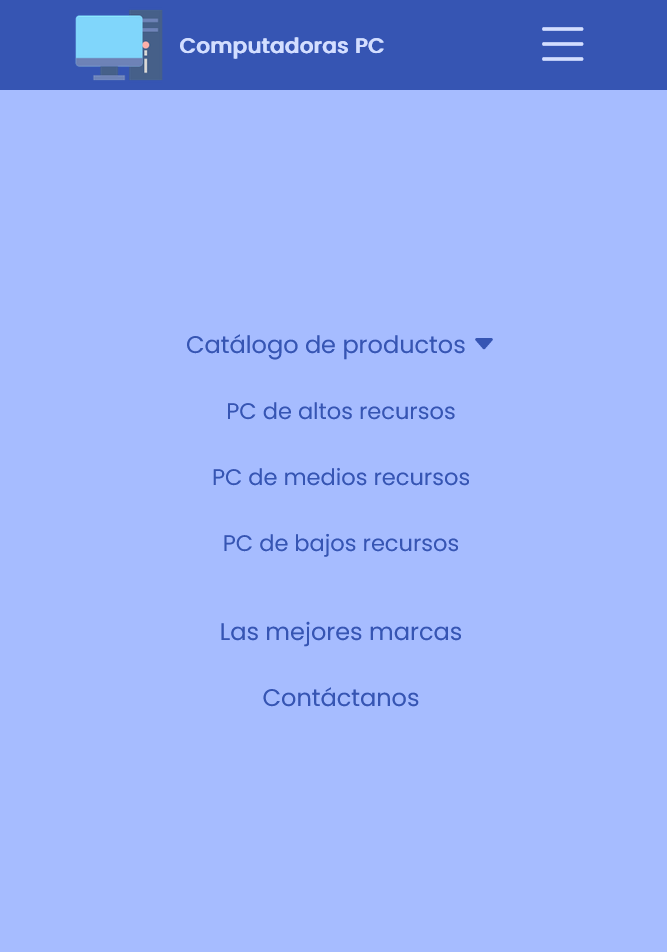 Computadoras PC
Catálogo de productos
PC de altos recursos
PC de medios recursos
PC de bajos recursos
Las mejores marcas
Contáctanos